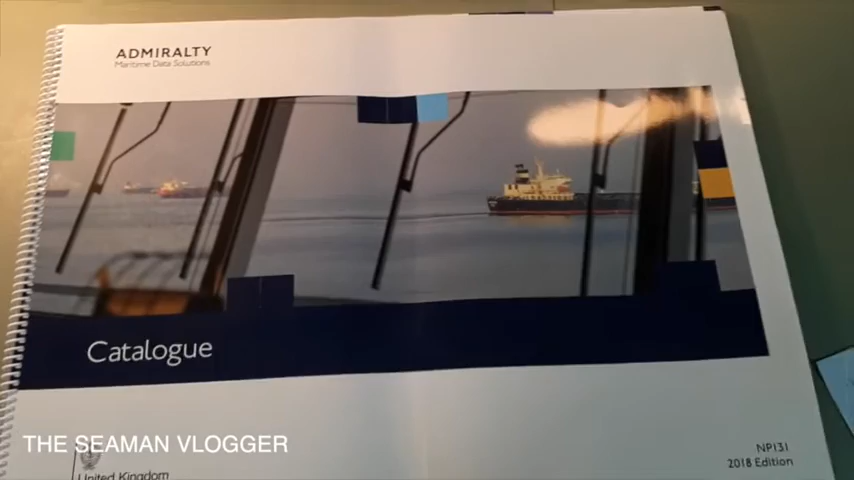 ADMIRALTY
Maritime Data Solutions
Catalogue
THE SEAMAN VLOGGER
United Kingdom
NP131
2018 Edition